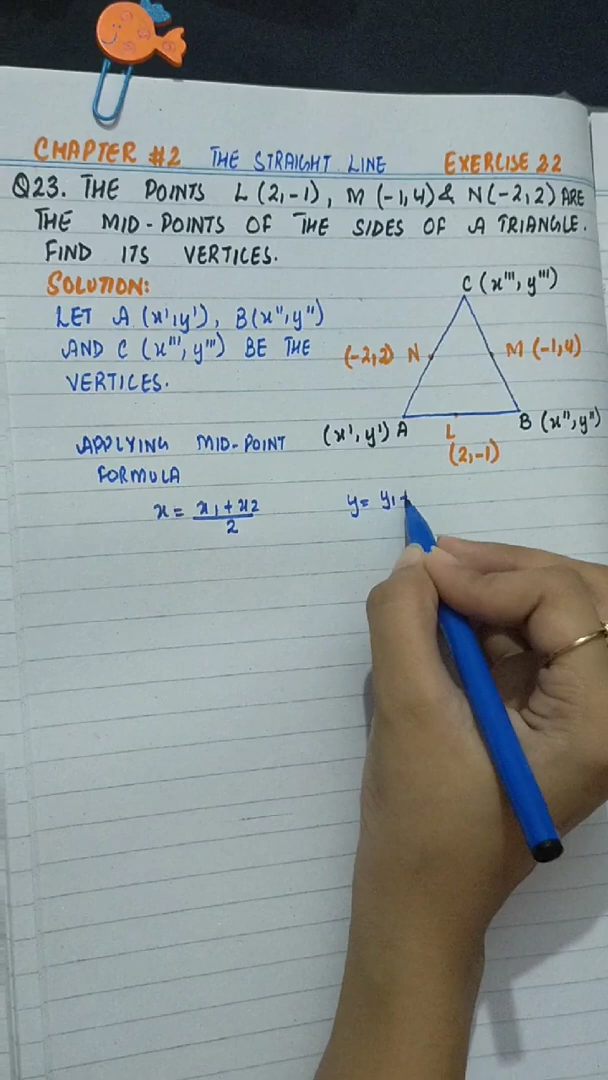 CHAPTER #2 THE STRAIGHT LINE EXERCISE 2.2
Q23. THE POINTS L (2,-1), M (-1,4) & N (-2,2) ARE
THE MID-POINTS OF THE SIDES OF A TRIANGLE.
FIND ITS VERTICES.
SOLUTION:
C (x''', y''')
LET A (x', y'), B (x'', y'')
AND C (x''', y''') BE THE
VERTICES.
(-2,2) N
M (-1,4)
(x', y') A
L
(2,-1)
B (x'', y'')
APPLYING MID-POINT
FORMULA
x = x₁ + x₂ / 2
y = y₁ +